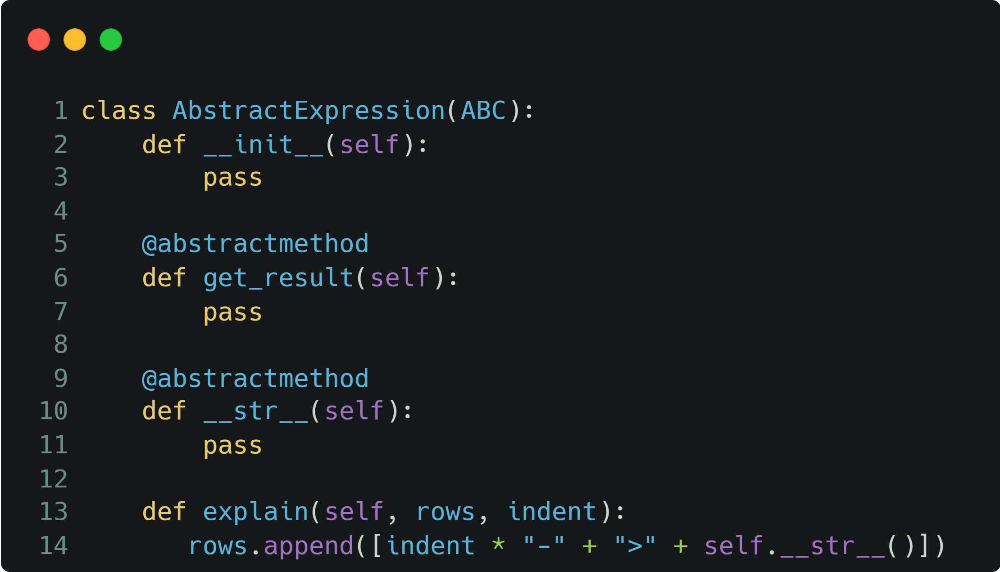 1 class AbstractExpression(ABC):
2     def __init__(self):
3         pass
4
5     @abstractmethod
6     def get_result(self):
7         pass
8
9     @abstractmethod
10     def __str__(self):
11         pass
12
13     def explain(self, rows, indent):
14        rows.append([indent * "-" + ">" + self.__str__()])